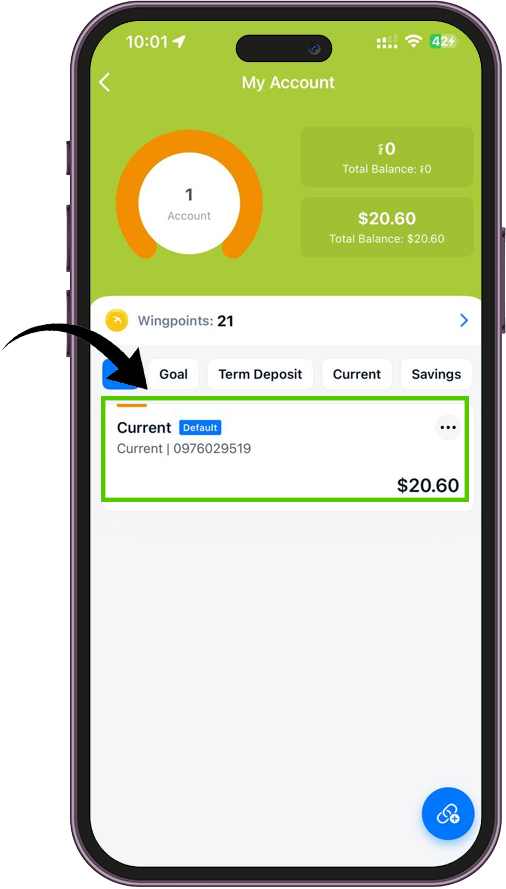 10:01
42
My Account
1
Account
៛0
Total Balance: ៛0
$20.60
Total Balance: $20.60
Wingpoints: 21
Goal
Term Deposit
Current
Savings
Current Default
Current | 0976029519
$20.60